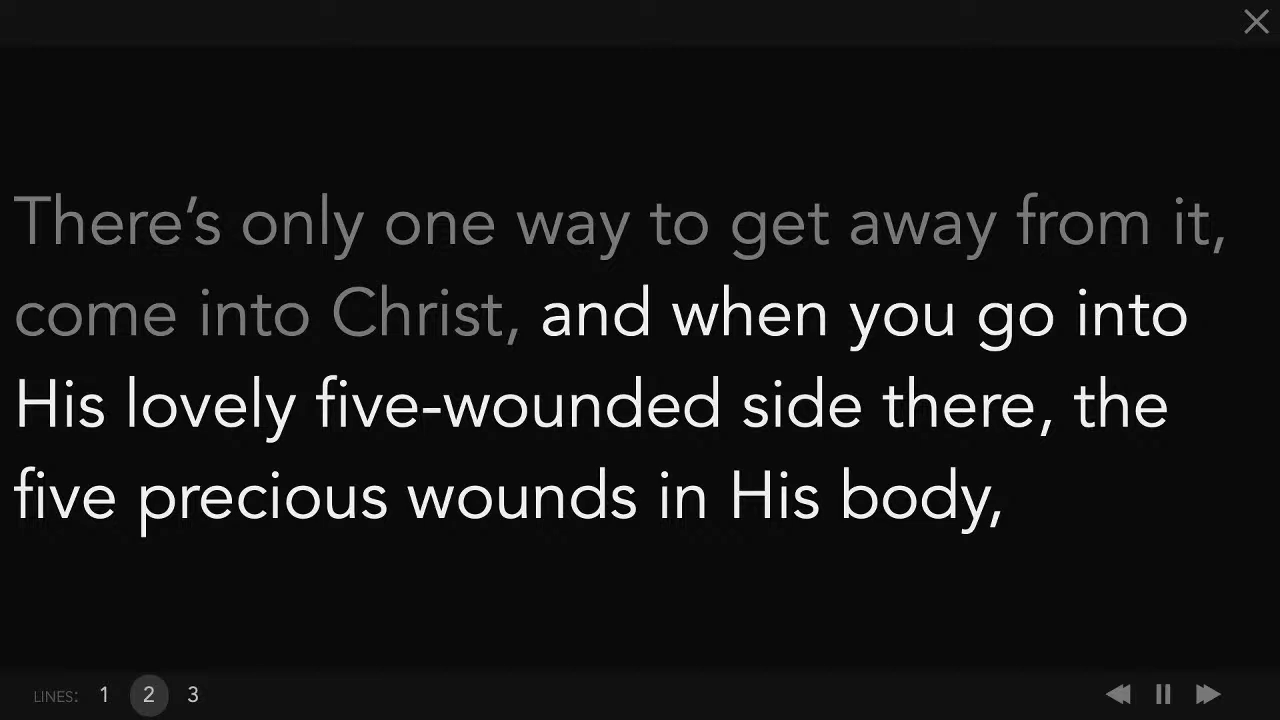 There's only one way to get away from it,
come into Christ, and when you go into
His lovely five-wounded side there, the
five precious wounds in His body,
LINES: 1 2 3